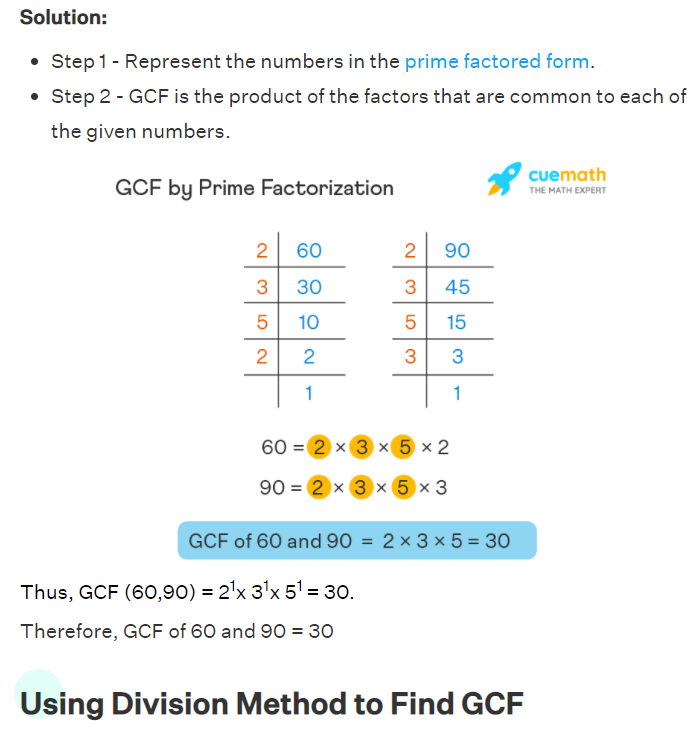 Solution:
• Step 1 - Represent the numbers in the prime factored form.
• Step 2 - GCF is the product of the factors that are common to each of
the given numbers.
GCF by Prime Factorization
cuemath
THE MATH EXPERT
2 60 2 90
3 30 3 45
5 10 5 15
2 2 3 3
1 1
60 = 2 × 3 × 5 × 2
90 = 2 × 3 × 5 × 3
GCF of 60 and 90 = 2 × 3 × 5 = 30
Thus, GCF (60,90) = 2¹x 3¹x 5¹ = 30.
Therefore, GCF of 60 and 90 = 30
Using Division Method to Find GCF